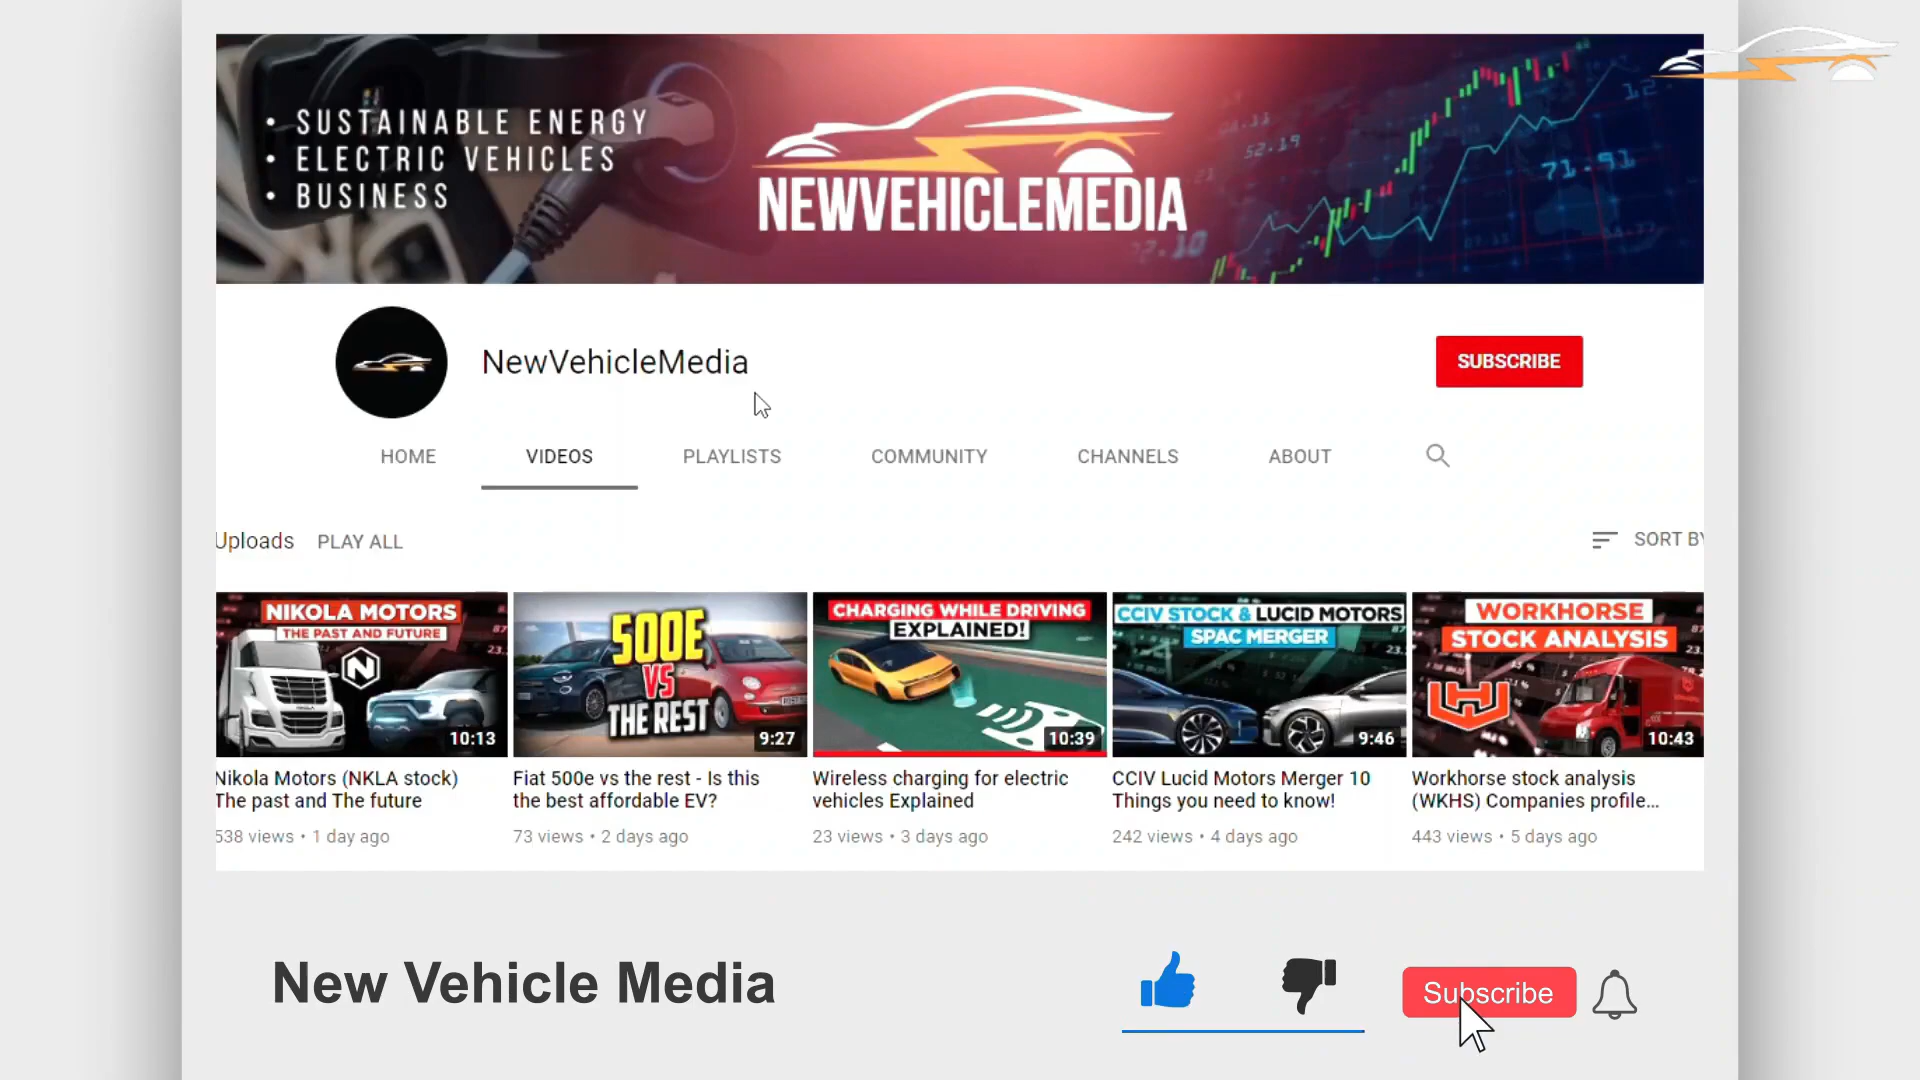 • SUSTAINABLE ENERGY
• ELECTRIC VEHICLES
• BUSINESS
NEWVEHICLEMEDIA
52.19
71.91
NewVehicleMedia
SUBSCRIBE
HOME
VIDEOS
PLAYLISTS
COMMUNITY
CHANNELS
ABOUT
Uploads
PLAY ALL
SORT BY
NIKOLA MOTORS
THE PAST AND FUTURE
N
10:13
500E
VS
THE REST
9:27
CHARGING WHILE DRIVING
EXPLAINED!
10:39
CCIV STOCK & LUCID MOTORS
SPAC MERGER
9:46
WORKHORSE
STOCK ANALYSIS
10:43
Nikola Motors (NKLA stock)
The past and The future
538 views • 1 day ago
Fiat 500e vs the rest - Is this
the best affordable EV?
73 views • 2 days ago
Wireless charging for electric
vehicles Explained
23 views • 3 days ago
CCIV Lucid Motors Merger 10
Things you need to know!
242 views • 4 days ago
Workhorse stock analysis
(WKHS) Companies profile...
443 views • 5 days ago
New Vehicle Media
Subscribe